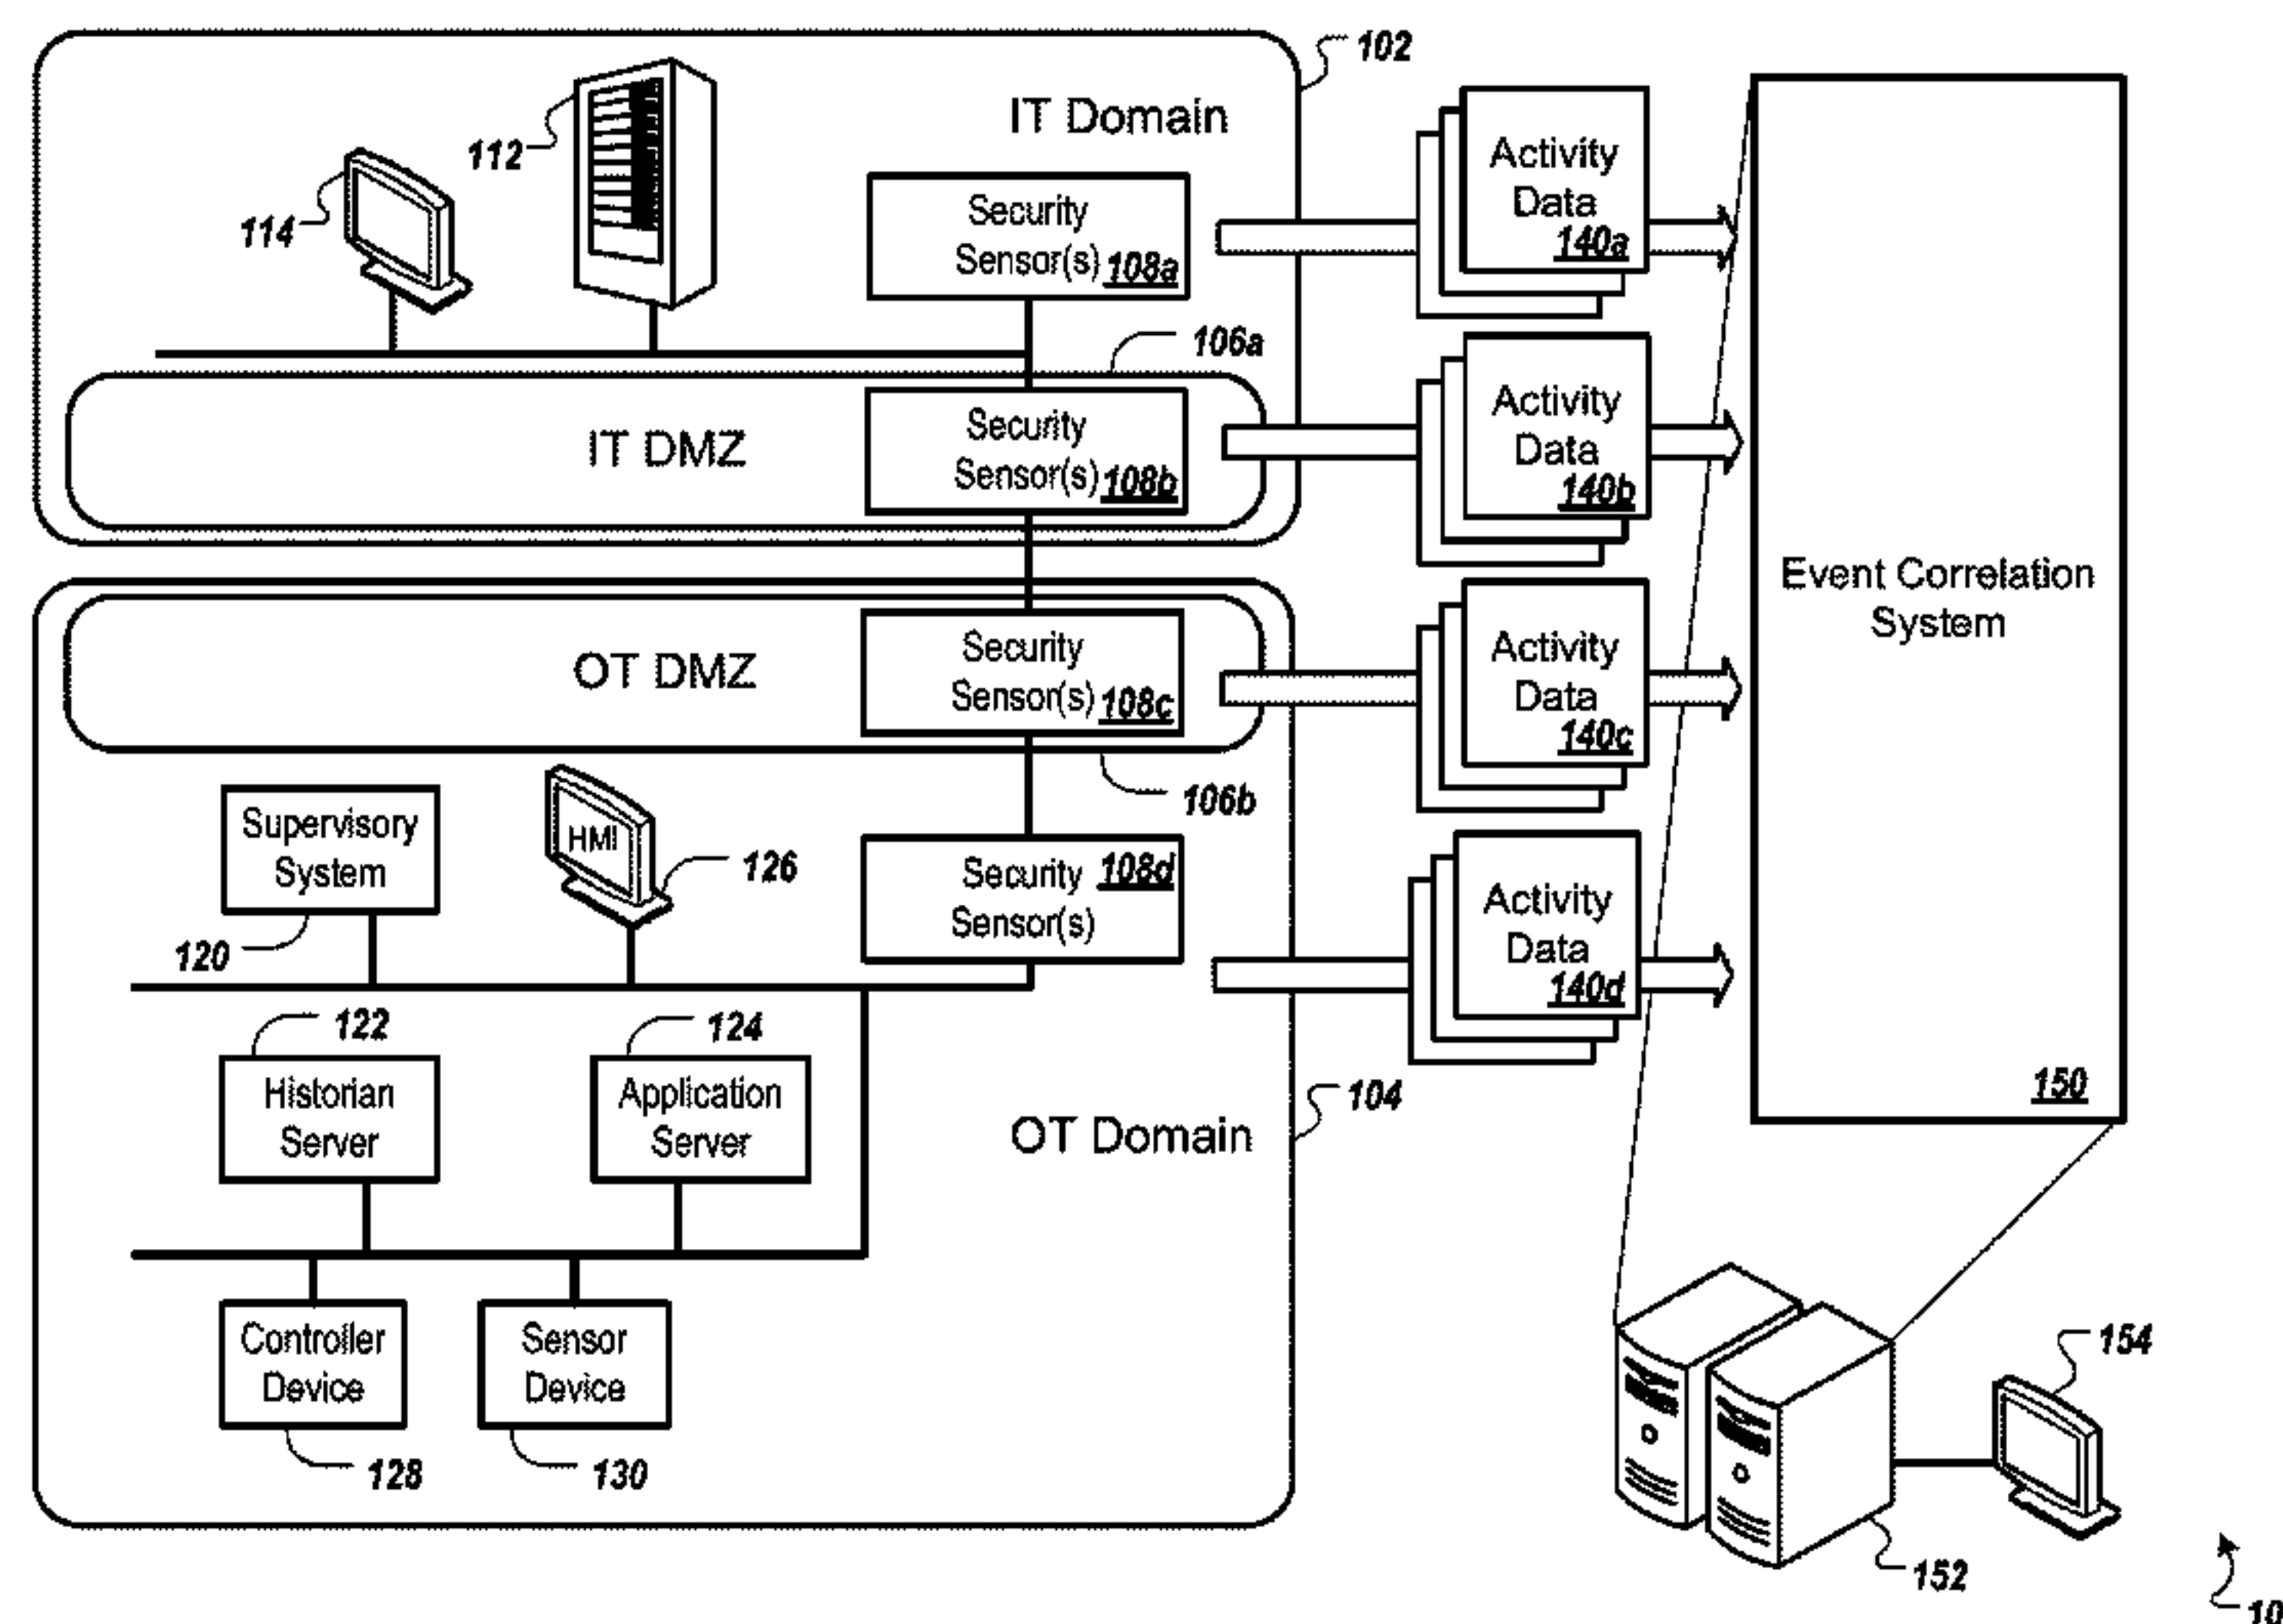 102
IT Domain
112
114
Security
Sensor(s) 108a
Activity
Data
140a
106a
IT DMZ
Security
Sensor(s) 108b
Activity
Data
140b
Event Correlation
System
150
OT DMZ
Security
Sensor(s) 108c
Activity
Data
140c
106b
Supervisory
System
120
HMI
126
Security 108d
Sensor(s)
Activity
Data
140d
122
Historian
Server
124
Application
Server
104
OT Domain
Controller
Device
128
Sensor
Device
130
154
152